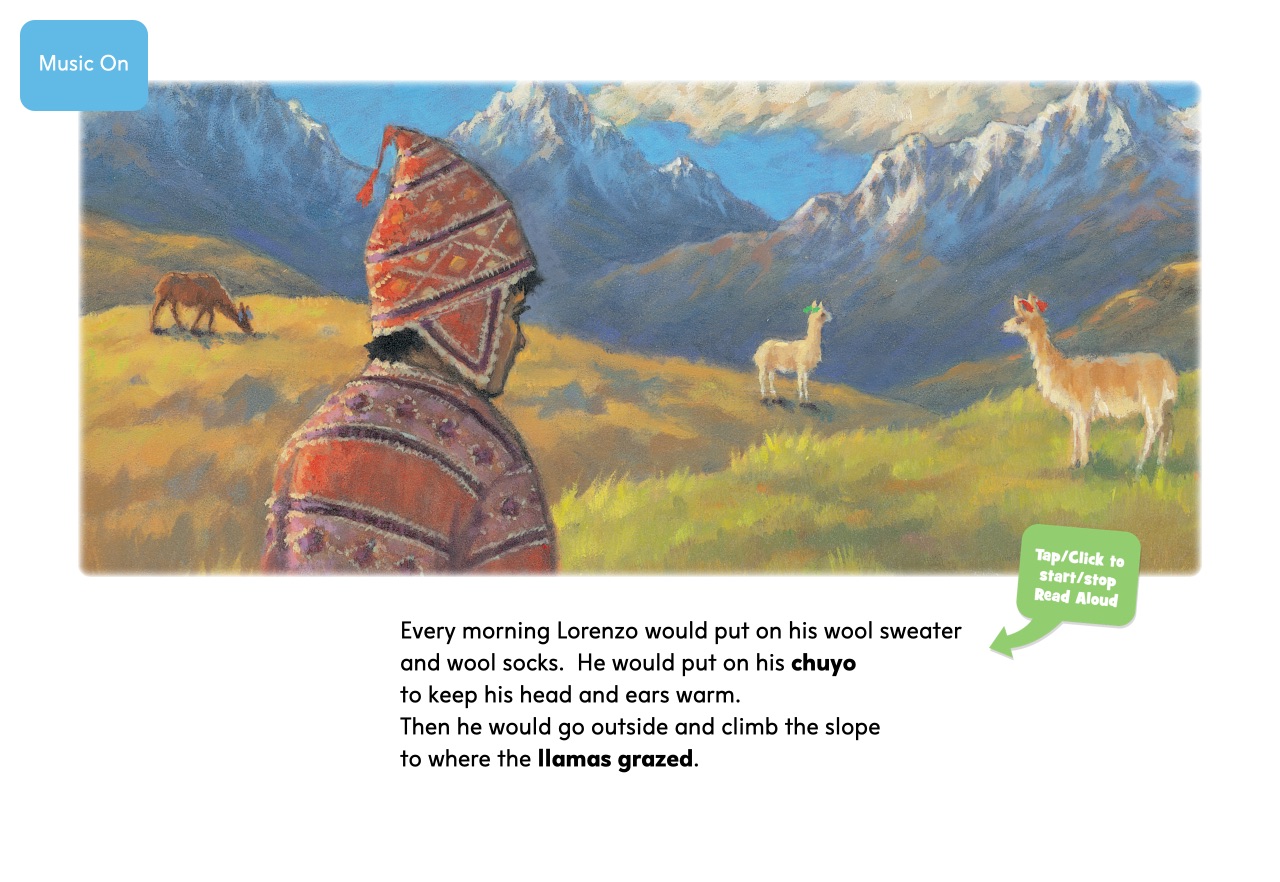 Music On
Every morning Lorenzo would put on his wool sweater
and wool socks.  He would put on his chuyo
to keep his head and ears warm.
Then he would go outside and climb the slope
to where the llamas grazed.
Tap/Click to
start/stop
Read Aloud